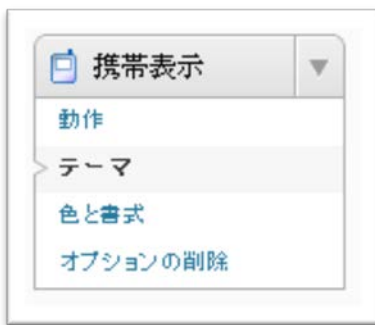 携帯表示
動作
テーマ
色と書式
オプションの削除